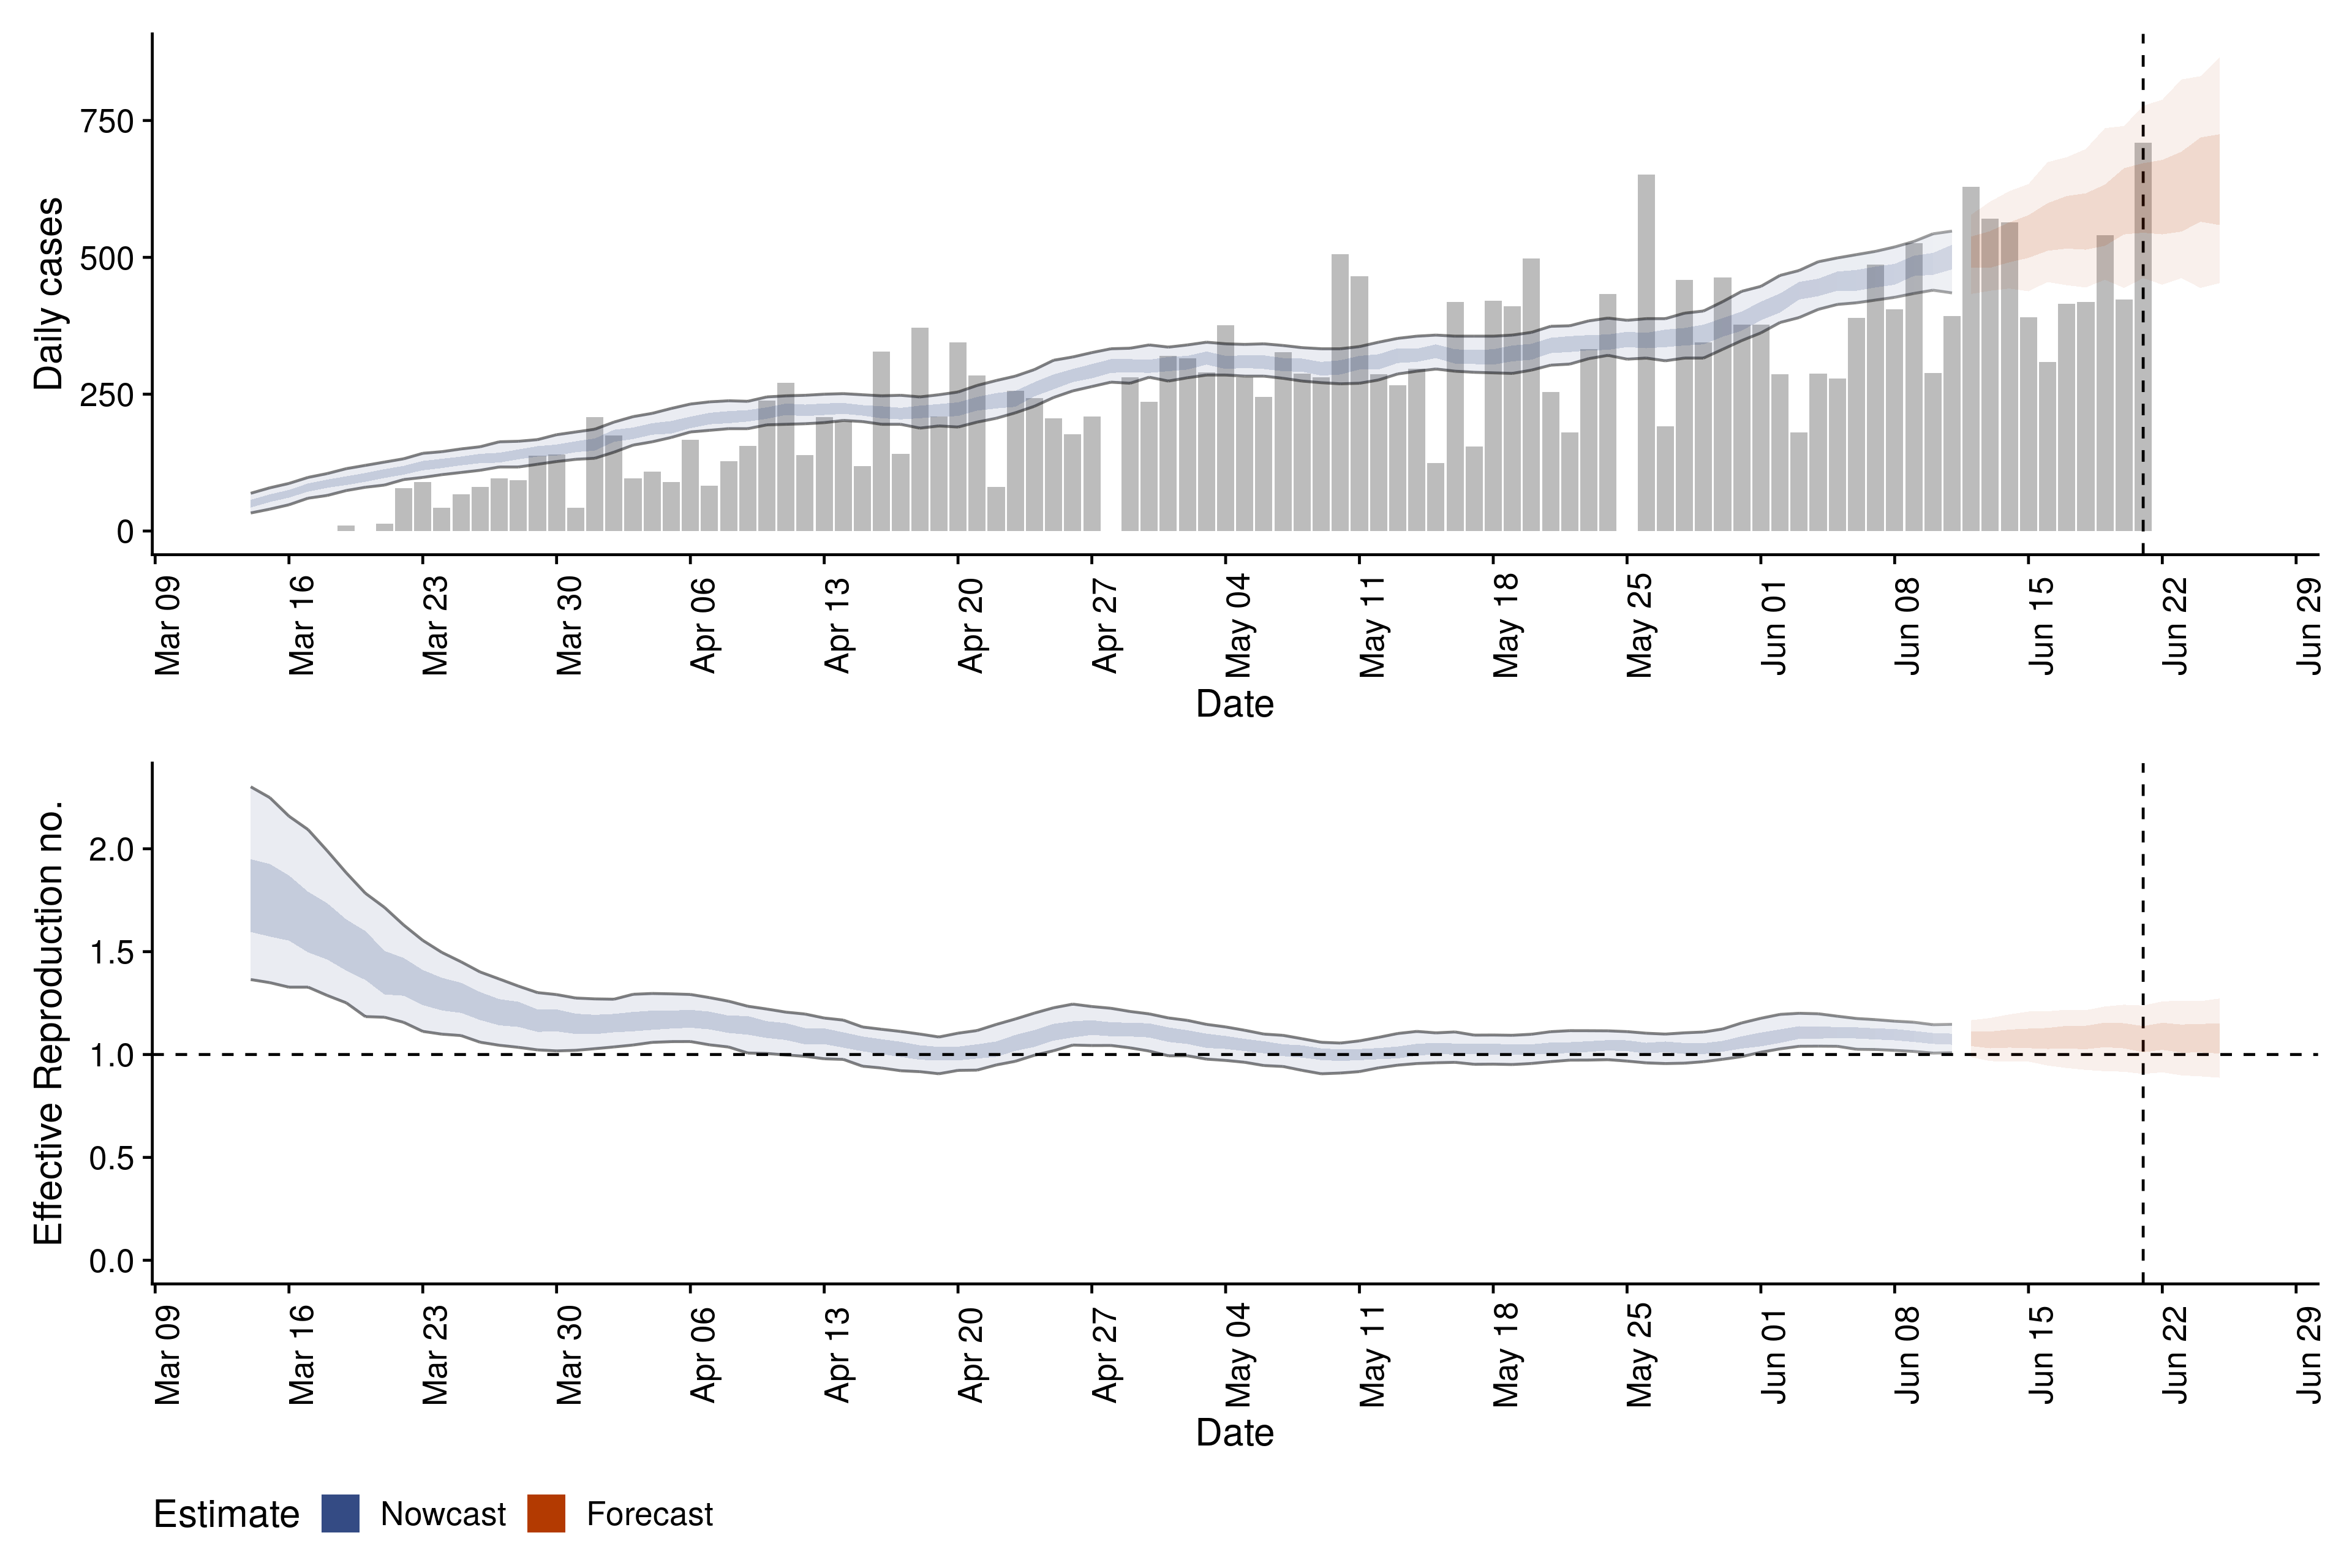 Daily cases
750
500
250
0
Mar 09
Mar 16
Mar 23
Mar 30
Apr 06
Apr 13
Apr 20
Apr 27
May 04
May 11
May 18
May 25
Jun 01
Jun 08
Jun 15
Jun 22
Jun 29
Date
Effective Reproduction no.
2.0
1.5
1.0
0.5
0.0
Mar 09
Mar 16
Mar 23
Mar 30
Apr 06
Apr 13
Apr 20
Apr 27
May 04
May 11
May 18
May 25
Jun 01
Jun 08
Jun 15
Jun 22
Jun 29
Date
Estimate Nowcast Forecast